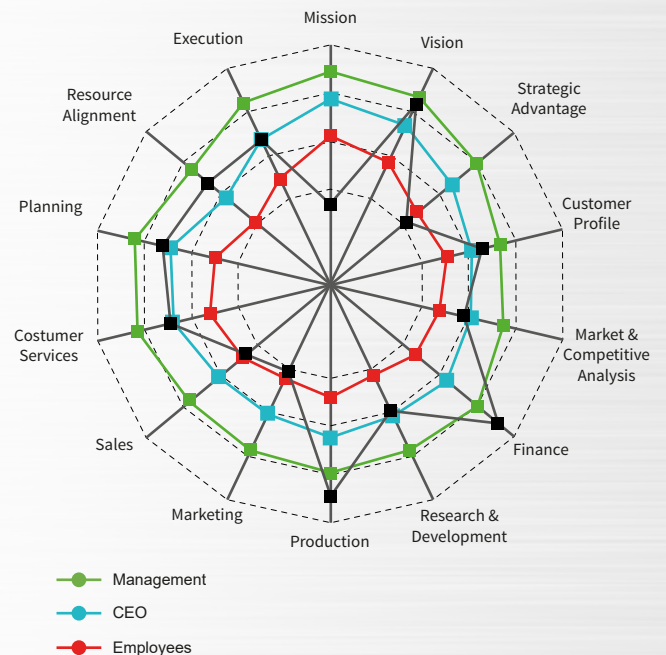 Mission
Vision
Strategic
Advantage
Customer
Profile
Market &
Competitive
Analysis
Finance
Research &
Development
Production
Marketing
Sales
Costumer
Services
Planning
Resource
Alignment
Execution
Management
CEO
Employees